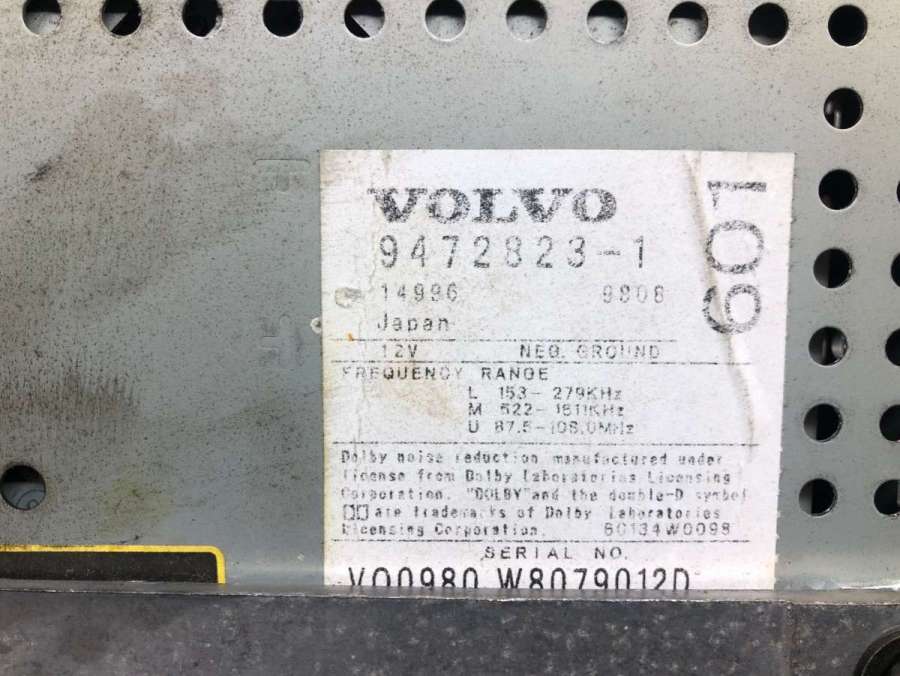 VOLVO
9472823-1
14996 9808
Japan
12V NEG. GROUND
FREQUENCY RANGE
L 153- 279KHz
M 522- 1611KHz
U 87.5-108.0MHz
Dolby noise reduction manufactured under
license from Dolby Laboratories Licensing
Corporation. "DOLBY" and the double-D symbol
are trademarks of Dolby Laboratories
Licensing Corporation. 60134W0098
SERIAL NO.
VO0980 W8079012D
601